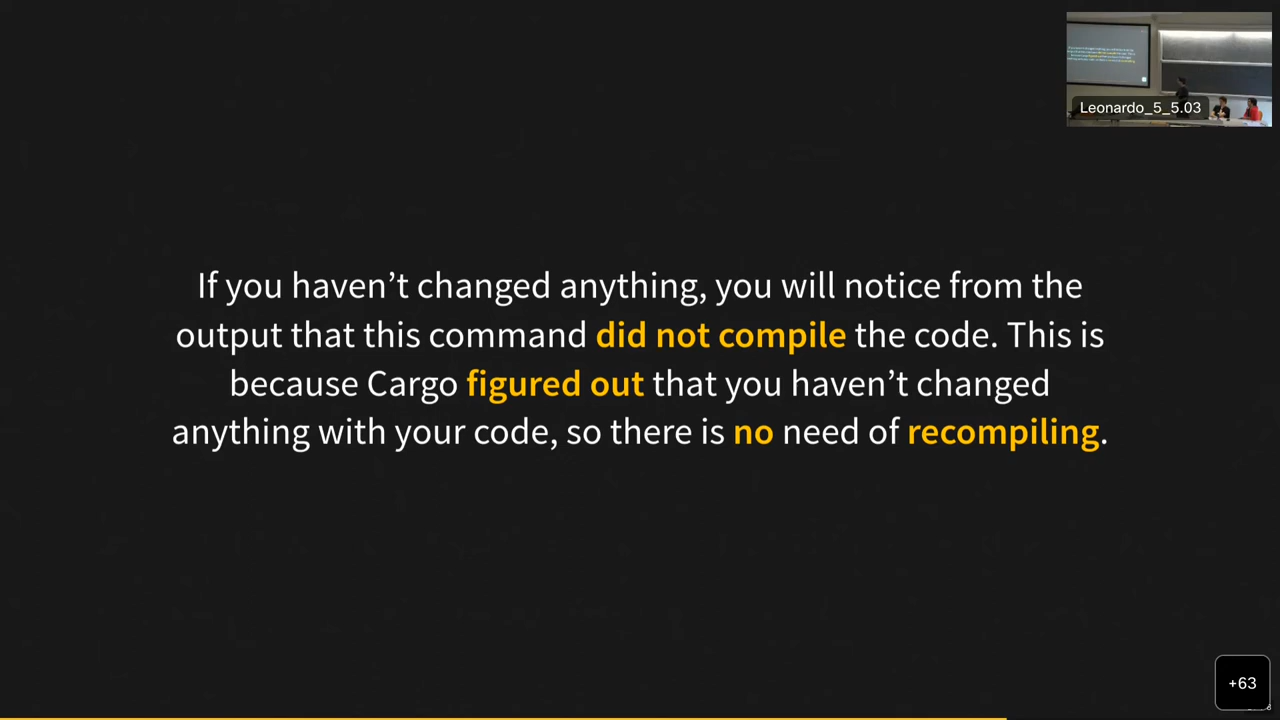 Leonardo_5_5.03
If you haven’t changed anything, you will notice from the
output that this command did not compile the code. This is
because Cargo figured out that you haven’t changed
anything with your code, so there is no need of recompiling.
+63